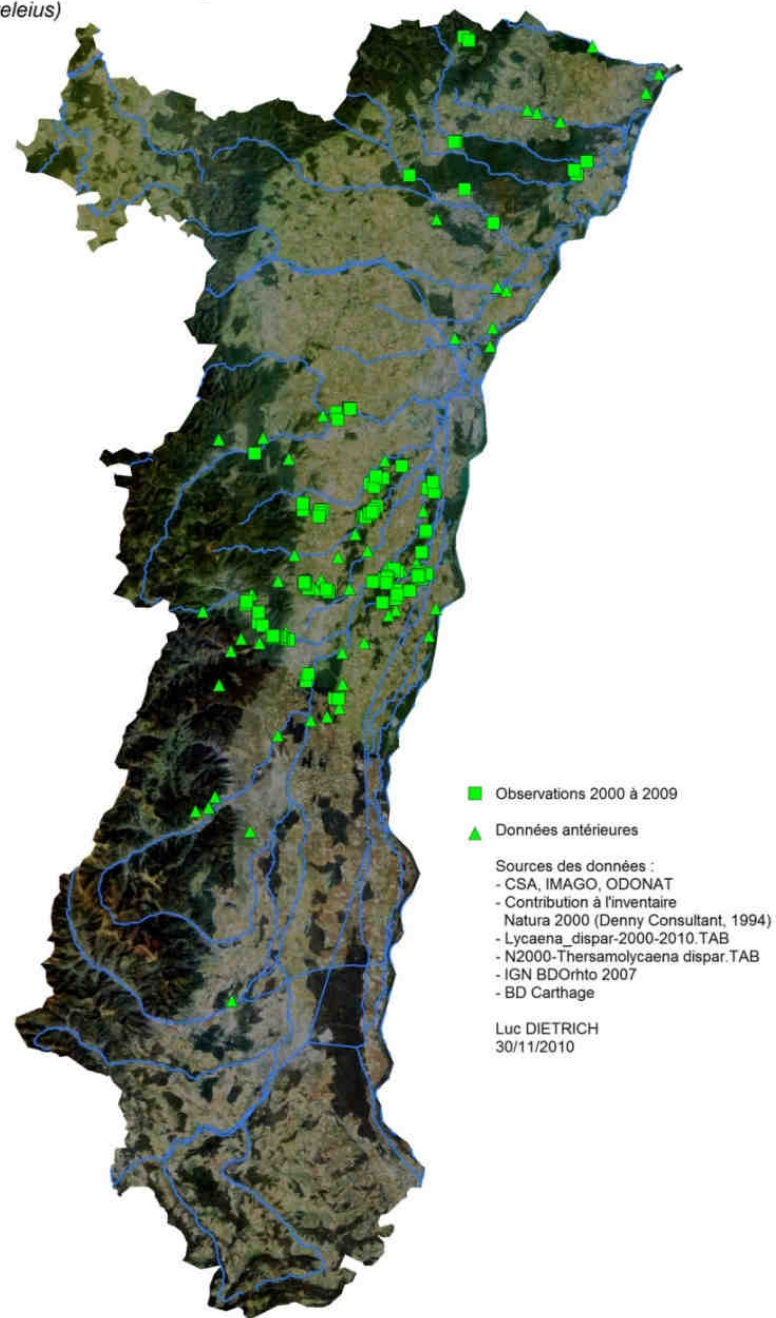 eleius)
Observations 2000 à 2009
Données antérieures
Sources des données :
- CSA, IMAGO, ODONAT
- Contribution à l'inventaire
Natura 2000 (Denny Consultant, 1994)
- Lycaena_dispar-2000-2010.TAB
- N2000-Thersamolycaena dispar.TAB
- IGN BDOrhto 2007
- BD Carthage
Luc DIETRICH
30/11/2010